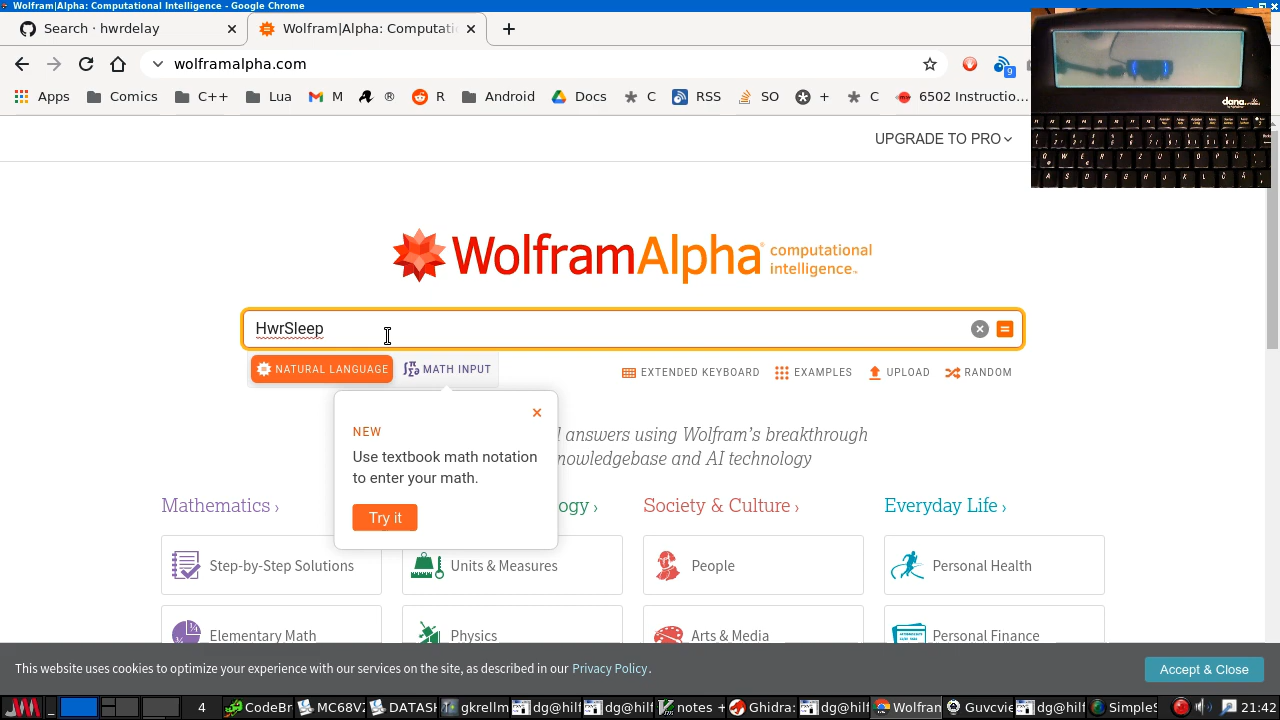 Wolfram|Alpha: Computational Intelligence - Google Chrome
Search · hwrdelay
Wolfram|Alpha: Computati
wolframalpha.com
9
Apps
Comics
C++
Lua
M
®
R
Android
Docs
C
RSS
SO
+
C
6502 Instructio...
dana
UPGRADE TO PRO
WolframAlpha computational intelligence.
HwrSleep
NATURAL LANGUAGE
MATH INPUT
EXTENDED KEYBOARD
EXAMPLES
UPLOAD
RANDOM
NEW
Use textbook math notation
to enter your math.
Try it
answers using Wolfram's breakthrough
nowledgebase and AI technology
Mathematics ›
ogy ›
Society & Culture ›
Everyday Life ›
Step-by-Step Solutions
Units & Measures
People
Personal Health
Elementary Math
Physics
Arts & Media
Personal Finance
This website uses cookies to optimize your experience with our services on the site, as described in our Privacy Policy.
Accept & Close
4
CodeBr
MC68V
DATASH
gkrellm
dg@hilf
dg@hilf
notes +
Ghidra:
dg@hilf
Wolfran
Guvcvie
dg@hilf
SimpleS
21:42